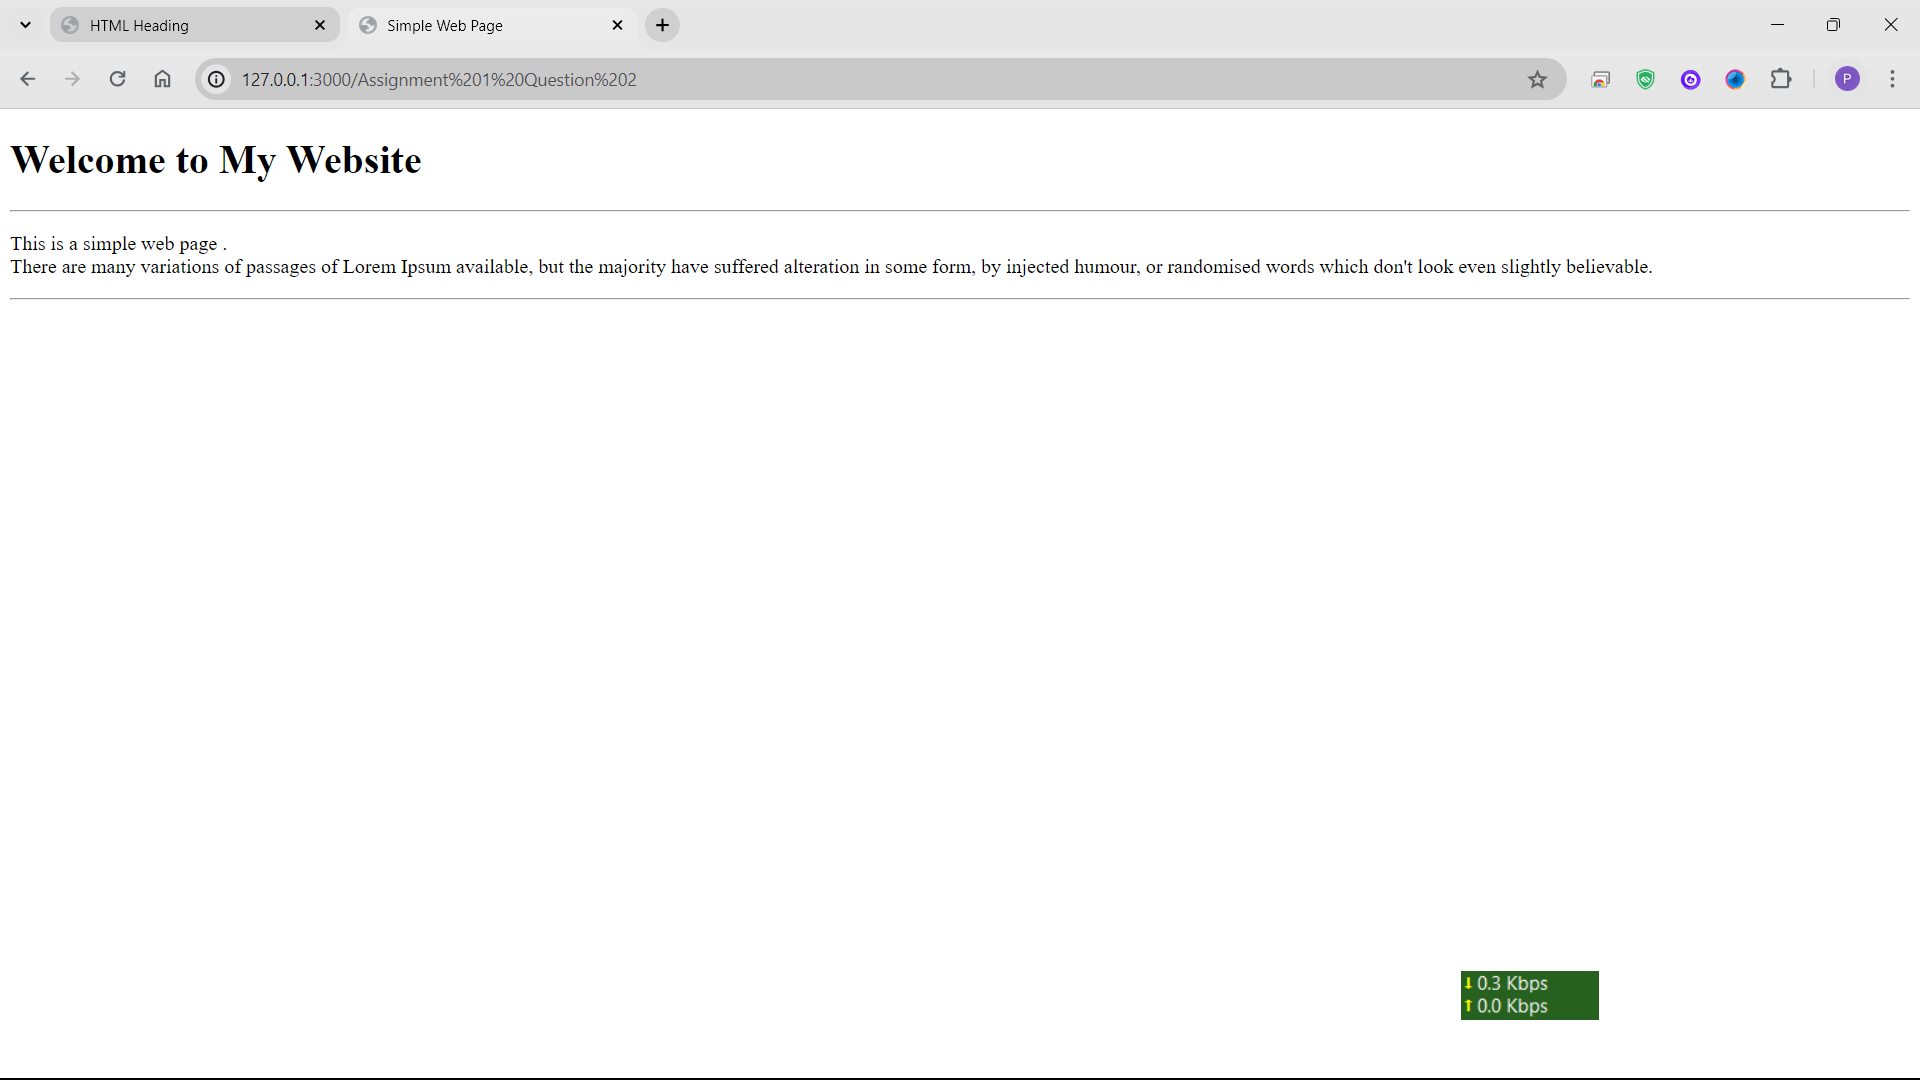 HTML Heading
Simple Web Page
127.0.0.1:3000/Assignment%201%20Question%202
P
Welcome to My Website
This is a simple web page .
There are many variations of passages of Lorem Ipsum available, but the majority have suffered alteration in some form, by injected humour, or randomised words which don't look even slightly believable.
0.3 Kbps
0.0 Kbps